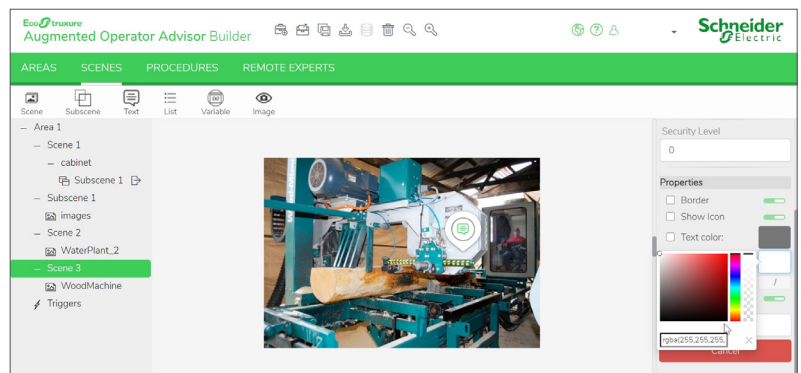 EcoStruxure
Augmented Operator Advisor Builder
Schneider
Electric
AREAS SCENES PROCEDURES REMOTE EXPERTS
Scene Subscene Text List Variable Image
Area 1
Scene 1
cabinet
Subscene 1
Subscene 1
images
Scene 2
WaterPlant_2
Scene 3
WoodMachine
Triggers
Security Level
0
Properties
Border
Show Icon
Text color:
/
rgba(255,255,255,
Cancel